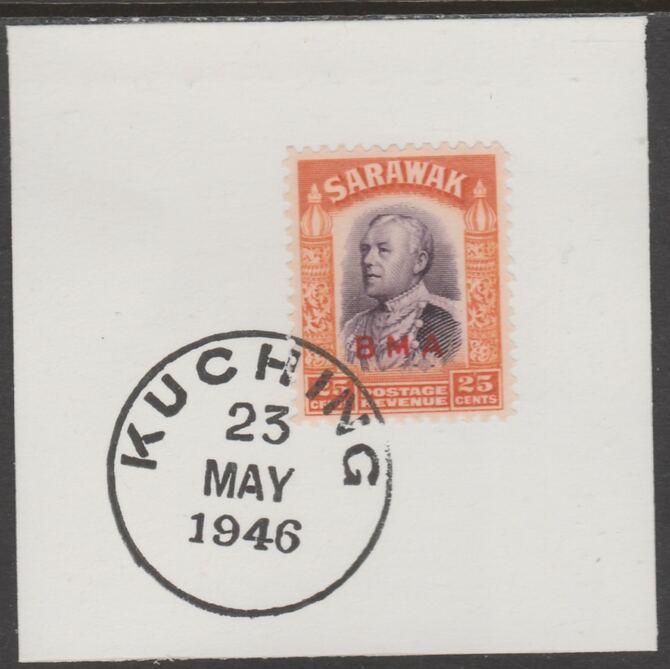 SARAWAK
BMA
25 CENTS
POSTAGE REVENUE
25 CENTS
KUCHING
23
MAY
1946